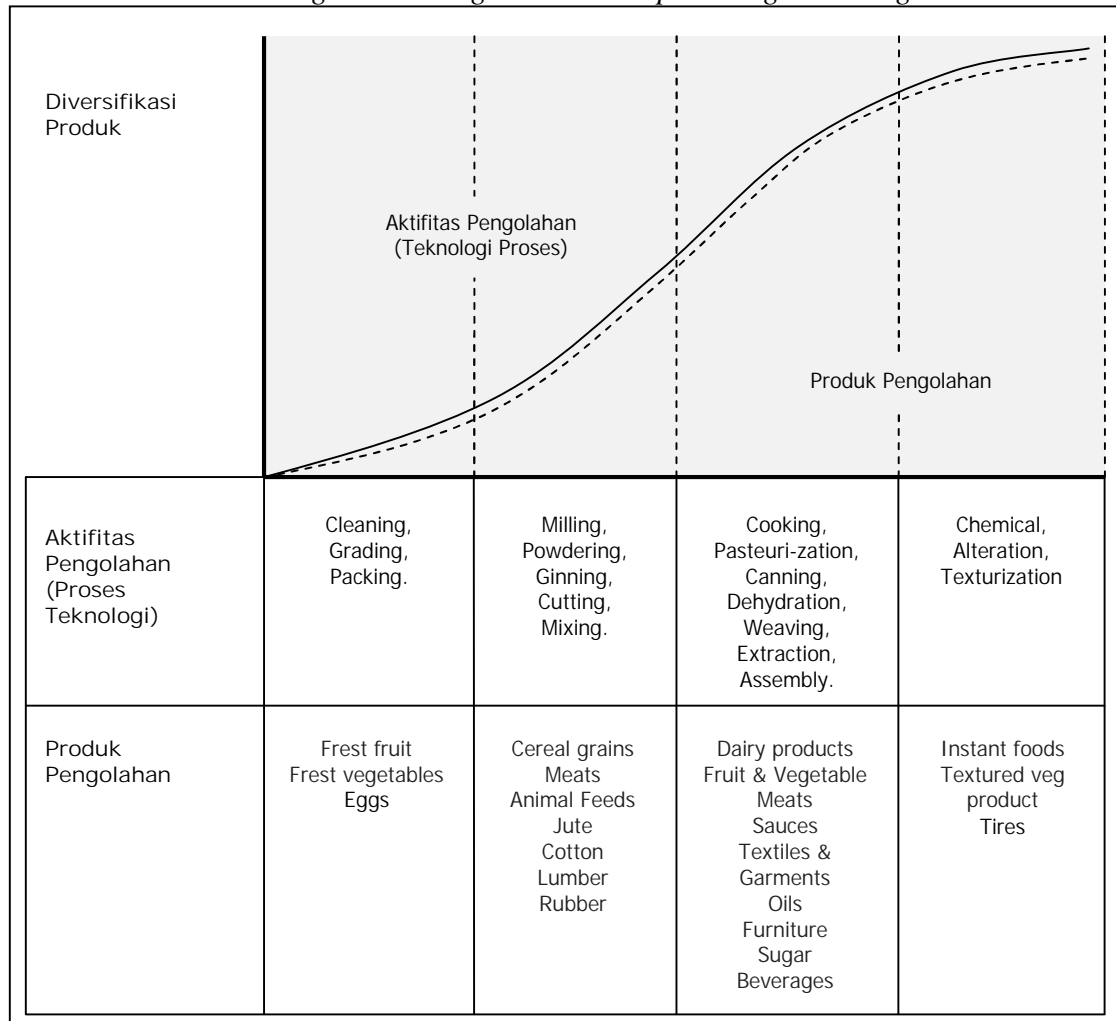 Diversifikasi
Produk
Aktifitas Pengolahan
(Teknologi Proses)
Produk Pengolahan
Aktifitas
Pengolahan
(Proses
Teknologi)
Cleaning,
Grading,
Packing.
Milling,
Powdering,
Ginning,
Cutting,
Mixing.
Cooking,
Pasteuri-zation,
Canning,
Dehydration,
Weaving,
Extraction,
Assembly.
Chemical,
Alteration,
Texturization
Produk
Pengolahan
Frest fruit
Frest vegetables
Eggs
Cereal grains
Meats
Animal Feeds
Jute
Cotton
Lumber
Rubber
Dairy products
Fruit & Vegetable
Meats
Sauces
Textiles &
Garments
Oils
Furniture
Sugar
Beverages
Instant foods
Textured veg
product
Tires